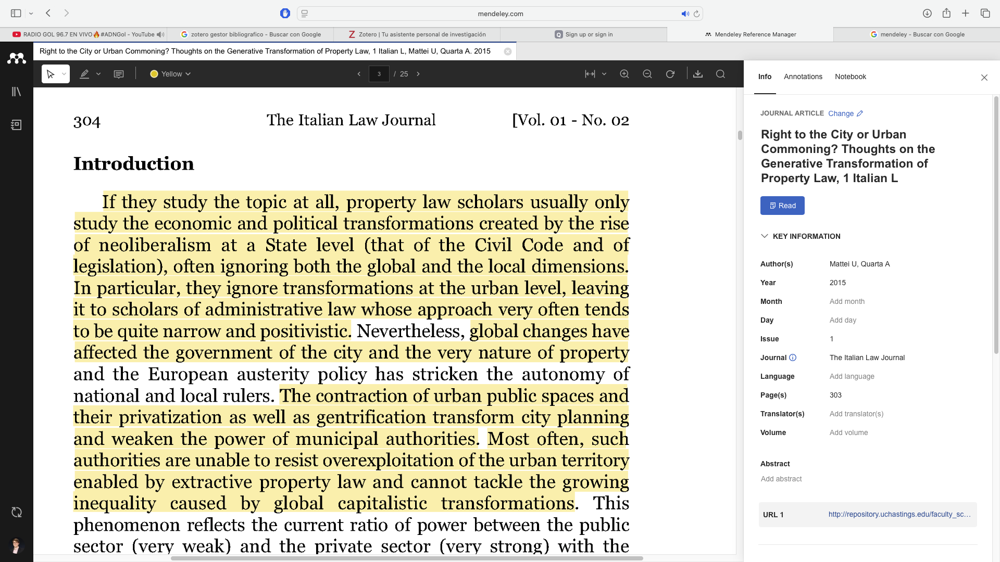 mendeley.com
RADIO GOL 96.7 EN VIVO🔥#ADNGol - YouTube
zotero gestor bibliografico - Buscar con Google
Zotero | Tu asistente personal de investigación
Sign up or sign in
Mendeley Reference Manager
mendeley - Buscar con Google
Right to the City or Urban Commoning? Thoughts on the Generative Transformation of Property Law, 1 Italian L, Mattei U, Quarta A. 2015
Yellow
3 / 25
304 The Italian Law Journal [Vol. 01 - No. 02
Introduction
If they study the topic at all, property law scholars usually only
study the economic and political transformations created by the rise
of neoliberalism at a State level (that of the Civil Code and of
legislation), often ignoring both the global and the local dimensions.
In particular, they ignore transformations at the urban level, leaving
it to scholars of administrative law whose approach very often tends
to be quite narrow and positivistic. Nevertheless, global changes have
affected the government of the city and the very nature of property
and the European austerity policy has stricken the autonomy of
national and local rulers. The contraction of urban public spaces and
their privatization as well as gentrification transform city planning
and weaken the power of municipal authorities. Most often, such
authorities are unable to resist overexploitation of the urban territory
enabled by extractive property law and cannot tackle the growing
inequality caused by global capitalistic transformations. This
phenomenon reflects the current ratio of power between the public
sector (very weak) and the private sector (very strong) with the
Info Annotations Notebook
JOURNAL ARTICLE Change
Right to the City or Urban
Commoning? Thoughts on the
Generative Transformation of
Property Law, 1 Italian L
Read
KEY INFORMATION
Author(s) Mattei U, Quarta A
Year 2015
Month Add month
Day Add day
Issue 1
Journal The Italian Law Journal
Language Add language
Page(s) 303
Translator(s) Add translator(s)
Volume Add volume
Abstract
Add abstract
URL 1 http://repository.uchastings.edu/faculty_sc...